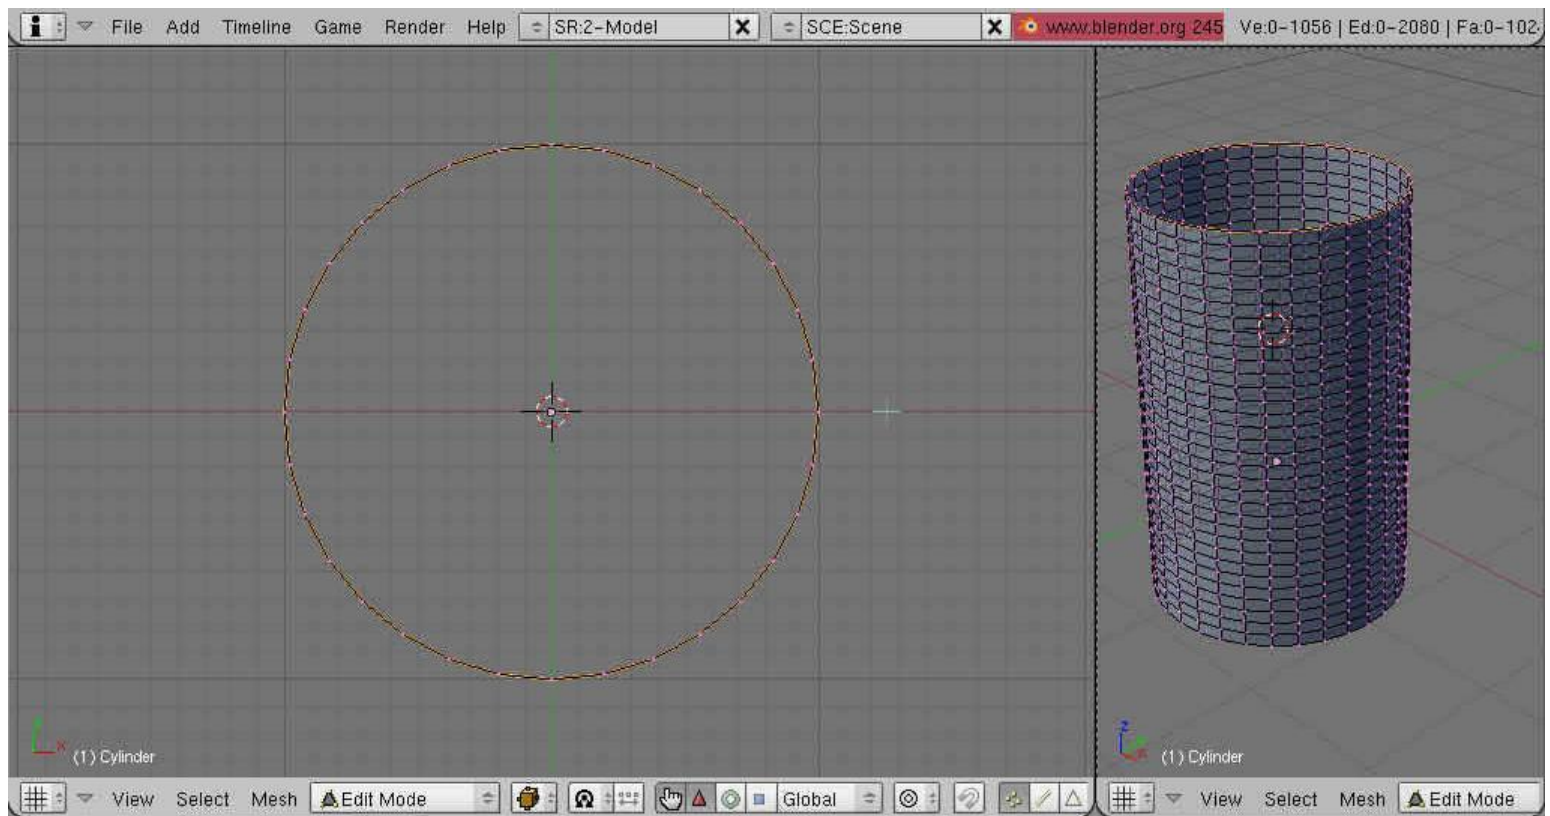 File Add Timeline Game Render Help SR:2-Model SCE:Scene www.blender.org 245 Ve:0-1056 | Ed:0-2080 | Fa:0-102
(1) Cylinder
z
(1) Cylinder
View Select Mesh Edit Mode Global
View Select Mesh Edit Mode